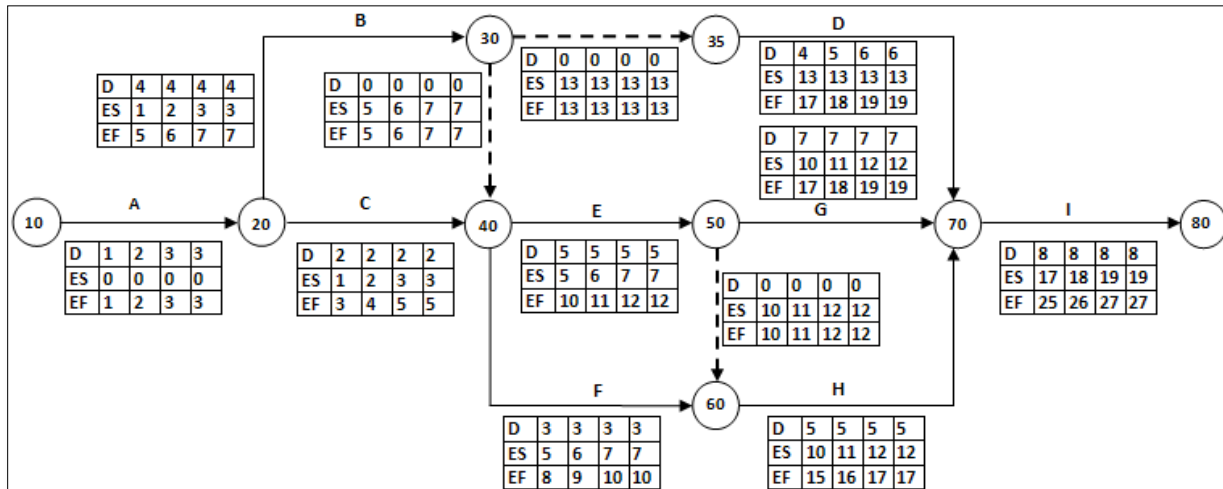 B
30
35
D
D 4 4 4 4
ES 1 2 3 3
EF 5 6 7 7
D 0 0 0 0
ES 5 6 7 7
EF 5 6 7 7
D 0 0 0 0
ES 13 13 13 13
EF 13 13 13 13
D 4 5 6 6
ES 13 13 13 13
EF 17 18 19 19
D 7 7 7 7
ES 10 11 12 12
EF 17 18 19 19
10
A
20
C
40
E
50
G
70
I
80
D 1 2 3 3
ES 0 0 0 0
EF 1 2 3 3
D 2 2 2 2
ES 1 2 3 3
EF 3 4 5 5
D 5 5 5 5
ES 5 6 7 7
EF 10 11 12 12
D 0 0 0 0
ES 10 11 12 12
EF 10 11 12 12
D 8 8 8 8
ES 17 18 19 19
EF 25 26 27 27
F
60
H
D 3 3 3 3
ES 5 6 7 7
EF 8 9 10 10
D 5 5 5 5
ES 10 11 12 12
EF 15 16 17 17